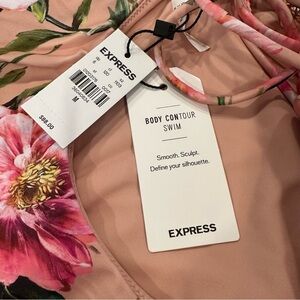 EXPRESS
M
$88.00
BODY CONTOUR
SWIM
Smooth. Sculpt.
Define your silhouette.
EXPRESS